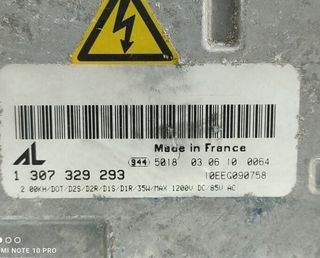 AL
Made in France
944 5018 03 06 10 0064
1 307 329 293
10EEG090758
2.00KH/DOT/D2S/D2R/D1S/D1R/35W/MAX 1200V DC/85V AC
MI NOTE 10 PRO